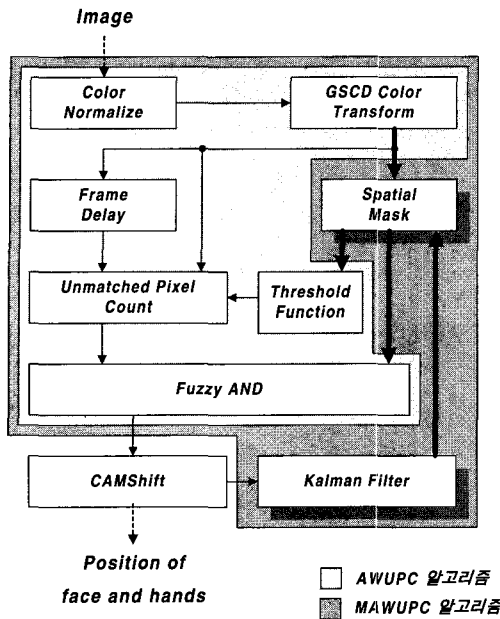 Image
Color
Normalize
GSCD Color
Transform
Frame
Delay
Spatial
Mask
Unmatched Pixel
Count
Threshold
Function
Fuzzy AND
CAMShift
Kalman Filter
Position of
face and hands
AWUPC 알고리즘
MAWUPC 알고리즘